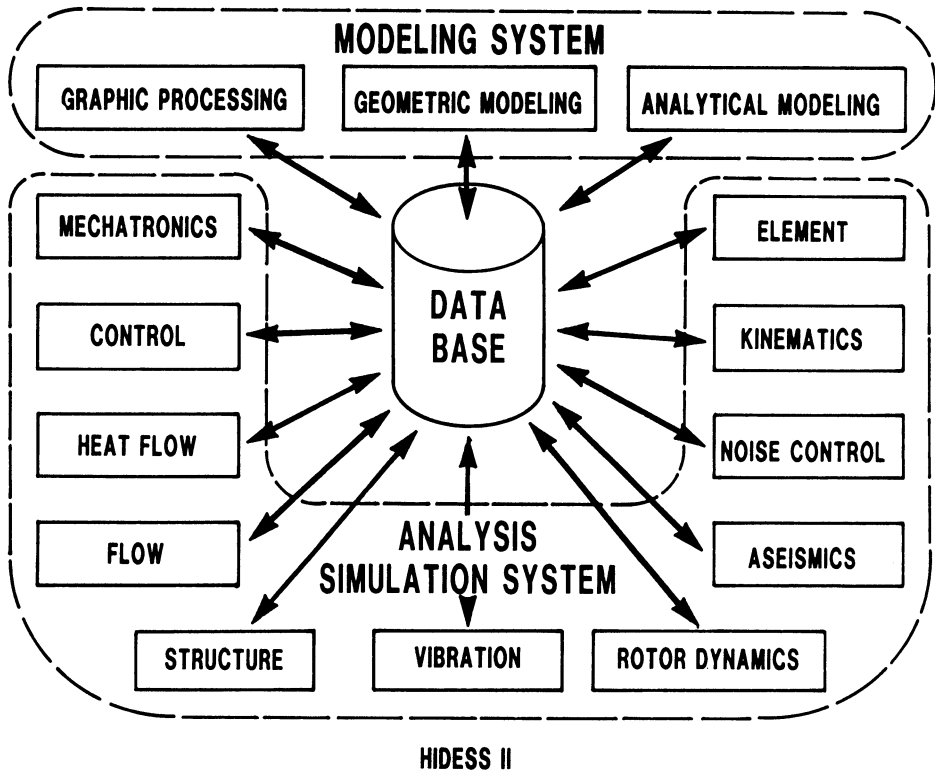 MODELING SYSTEM
GRAPHIC PROCESSING
GEOMETRIC MODELING
ANALYTICAL MODELING
MECHATRONICS
ELEMENT
DATA
BASE
CONTROL
KINEMATICS
HEAT FLOW
NOISE CONTROL
FLOW
ANALYSIS
SIMULATION SYSTEM
ASEISMICS
STRUCTURE
VIBRATION
ROTOR DYNAMICS
HIDESS II